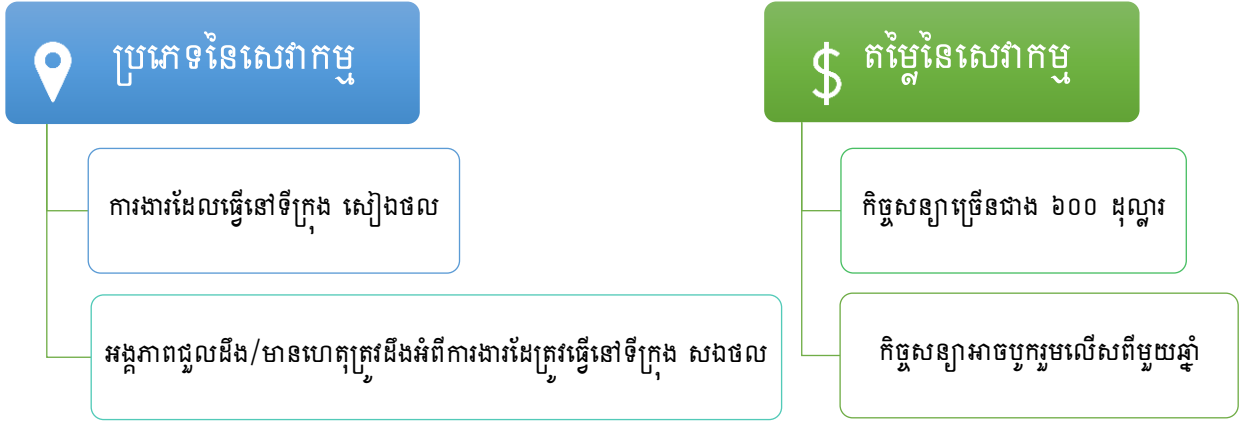 ប្រភេទនៃសេវាកម្ម
ការងារដែលធ្វើនៅទីក្រុង សៀឯថល
អង្គភាពជួលដឹង/មានហេតុត្រូវដឹងអំពីការងារដែត្រូវធ្វើនៅទីក្រុង សឯថល
$ តម្លៃនៃសេវាកម្ម
កិច្ចសន្យាច្រើនជាង ៦០០ ដុល្លារ
កិច្ចសន្យាអាចបូករួមលើសពីមួយឆ្នាំ